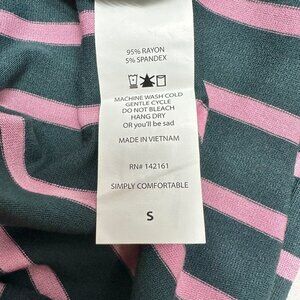 95% RAYON
5% SPANDEX
MACHINE WASH COLD
GENTLE CYCLE
DO NOT BLEACH
HANG DRY
OR you'll be sad
MADE IN VIETNAM
RN# 142161
SIMPLY COMFORTABLE
S